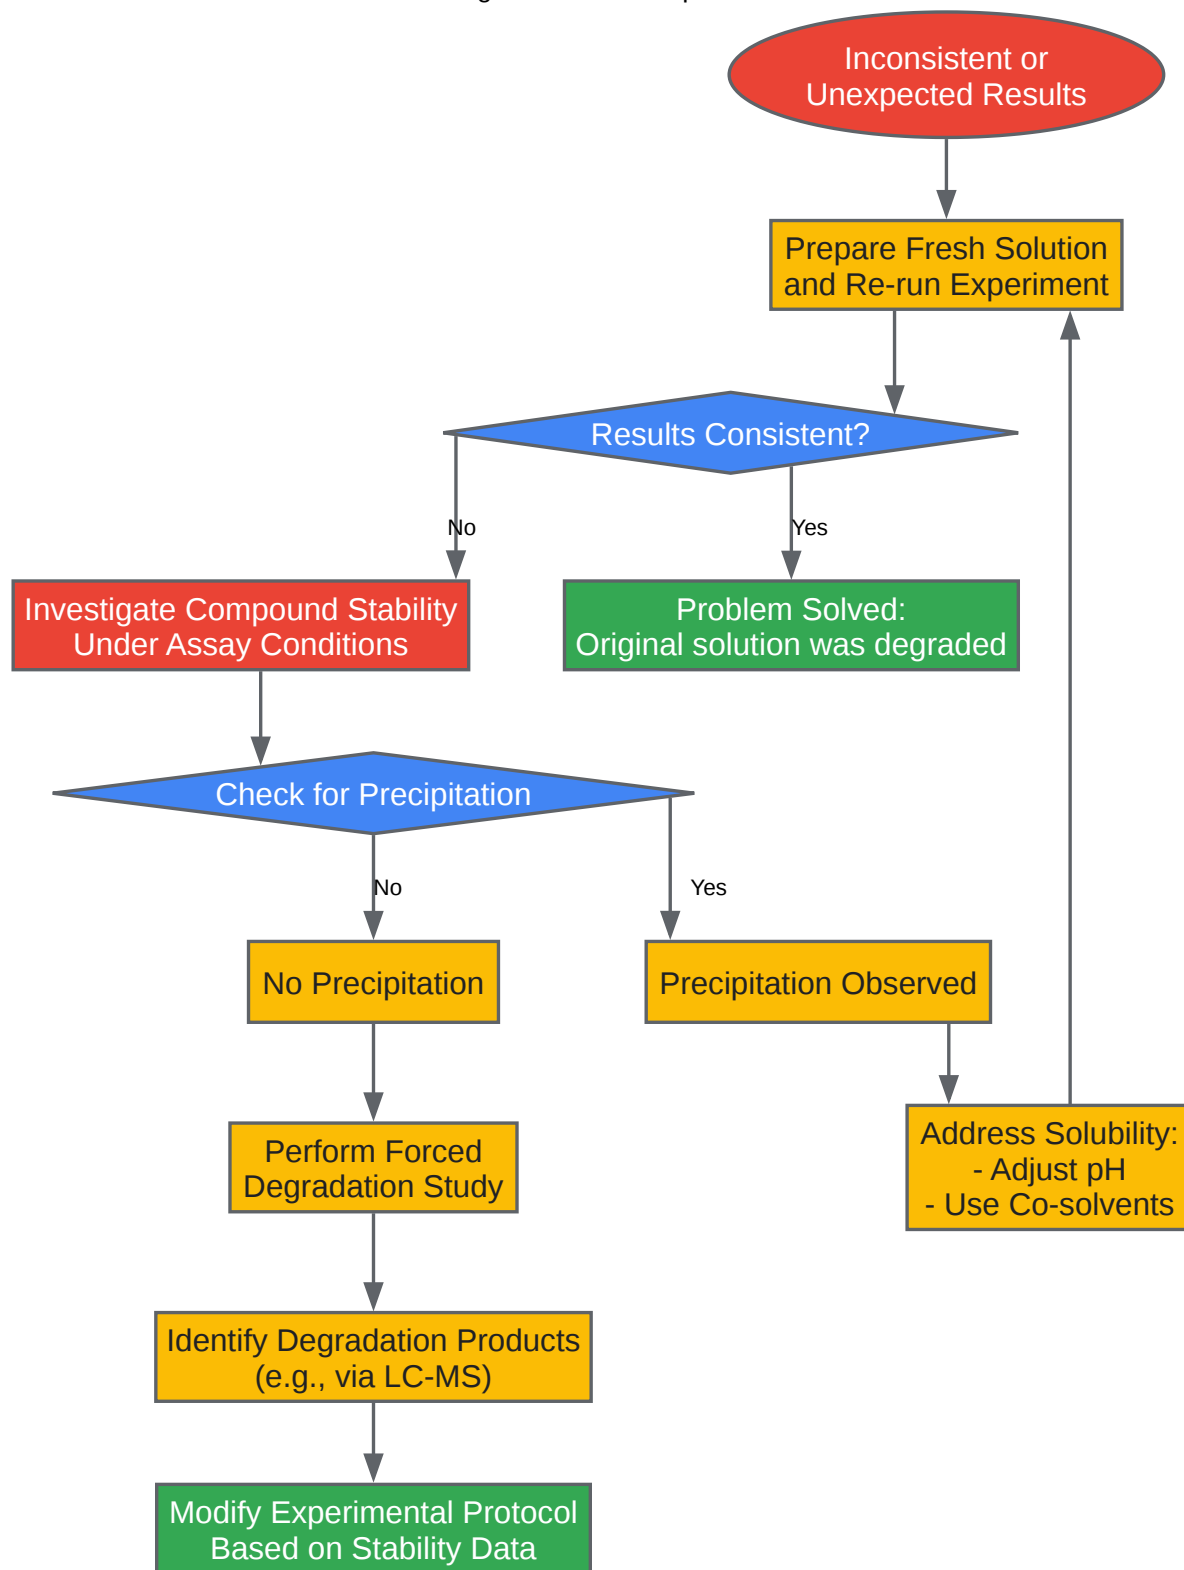 Inconsistent or
Unexpected Results
Prepare Fresh Solution
and Re-run Experiment
Results Consistent?
No
Yes
Investigate Compound Stability
Under Assay Conditions
Problem Solved:
Original solution was degraded
Check for Precipitation
No
Yes
No Precipitation
Precipitation Observed
Address Solubility:
- Adjust pH
- Use Co-solvents
Perform Forced
Degradation Study
Identify Degradation Products
(e.g., via LC-MS)
Modify Experimental Protocol
Based on Stability Data